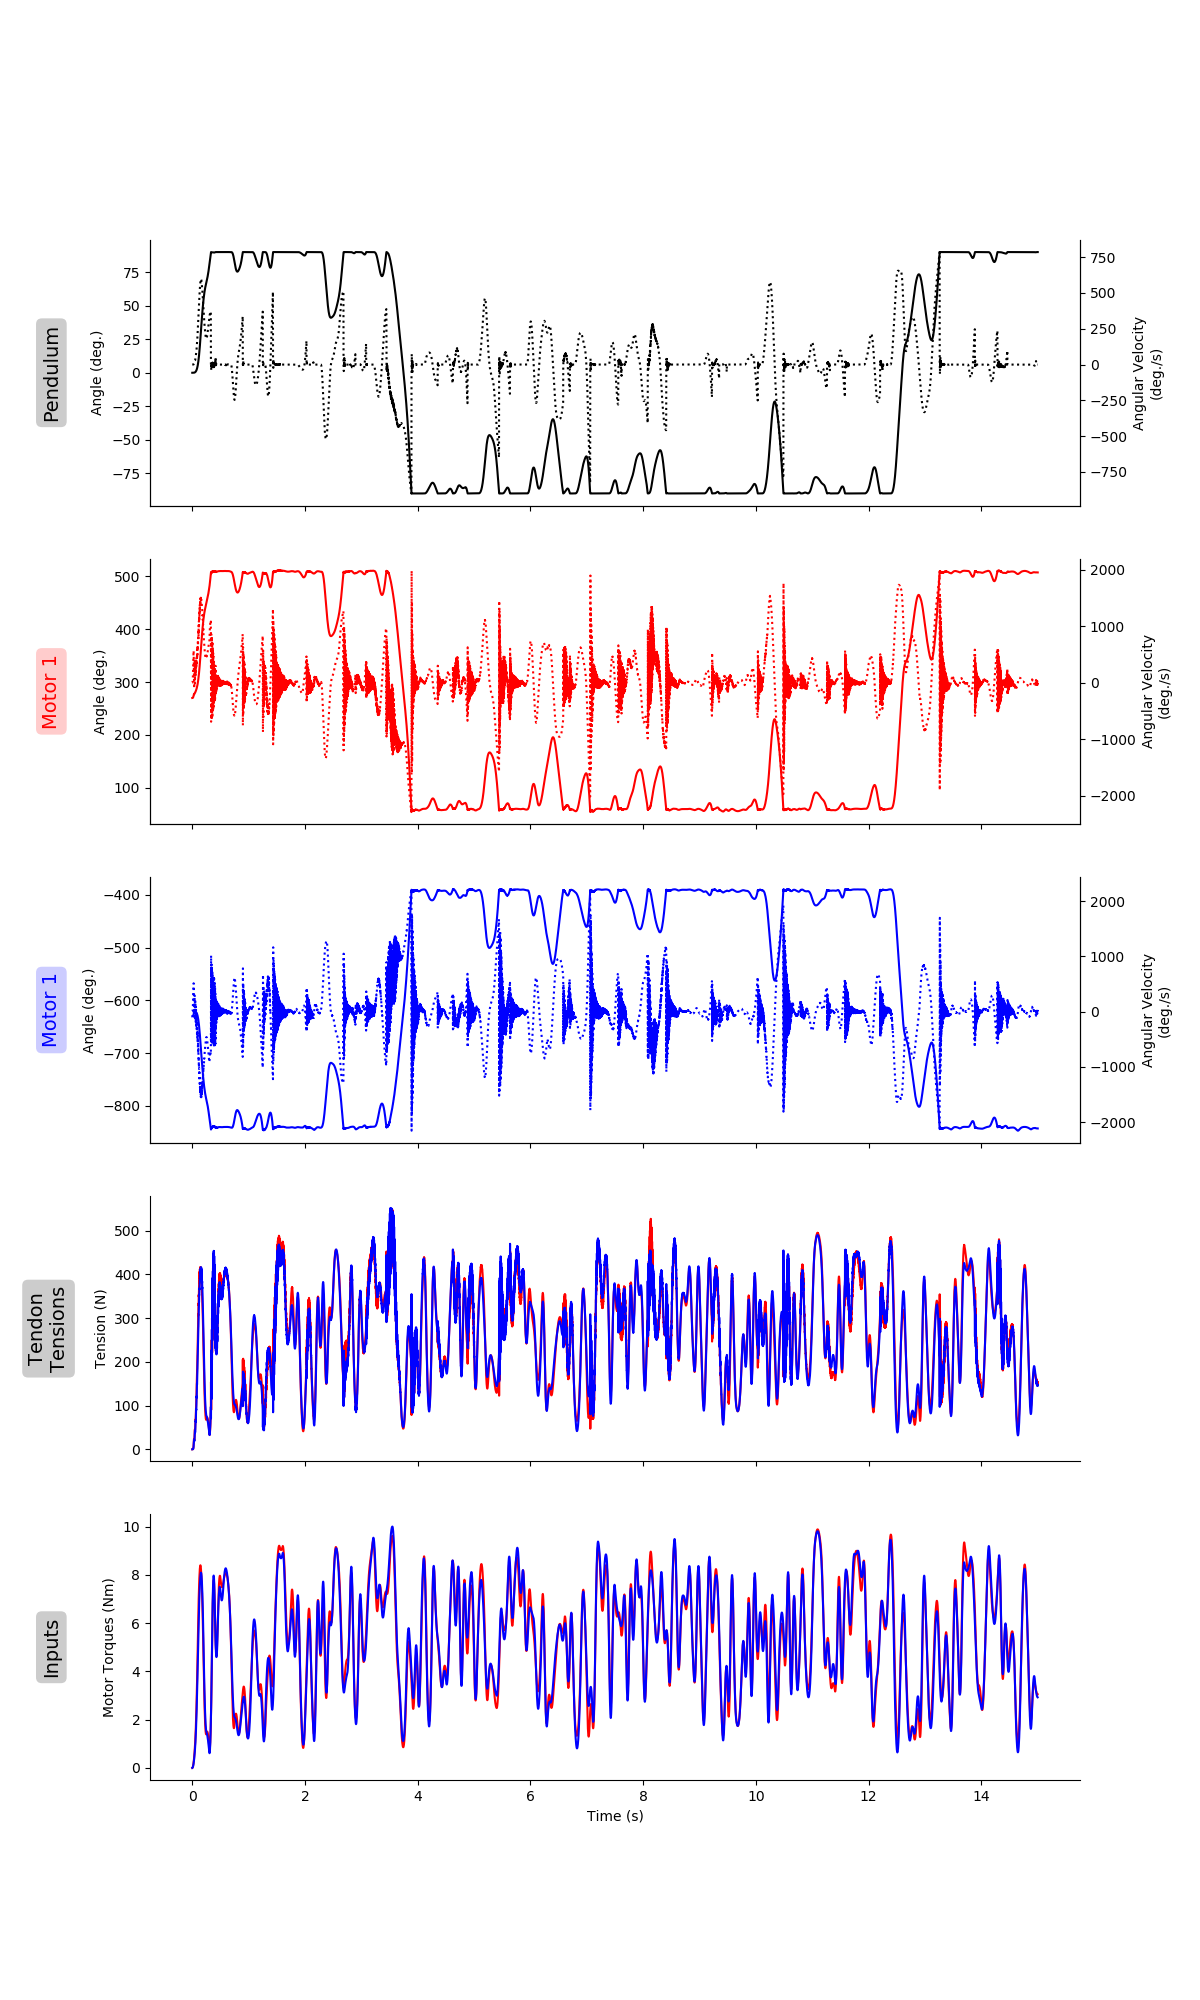 Pendulum
Angle (deg.)
75
50
25
0
−25
−50
−75
750
500
250
0
−250
−500
−750
Angular Velocity
(deg./s)
Motor 1
Angle (deg.)
500
400
300
200
100
2000
1000
0
−1000
−2000
Angular Velocity
(deg./s)
Motor 1
Angle (deg.)
−400
−500
−600
−700
−800
2000
1000
0
−1000
−2000
Angular Velocity
(deg./s)
Tendon
Tensions
Tension (N)
500
400
300
200
100
0
Inputs
Motor Torques (Nm)
10
8
6
4
2
0
0 2 4 6 8 10 12 14
Time (s)